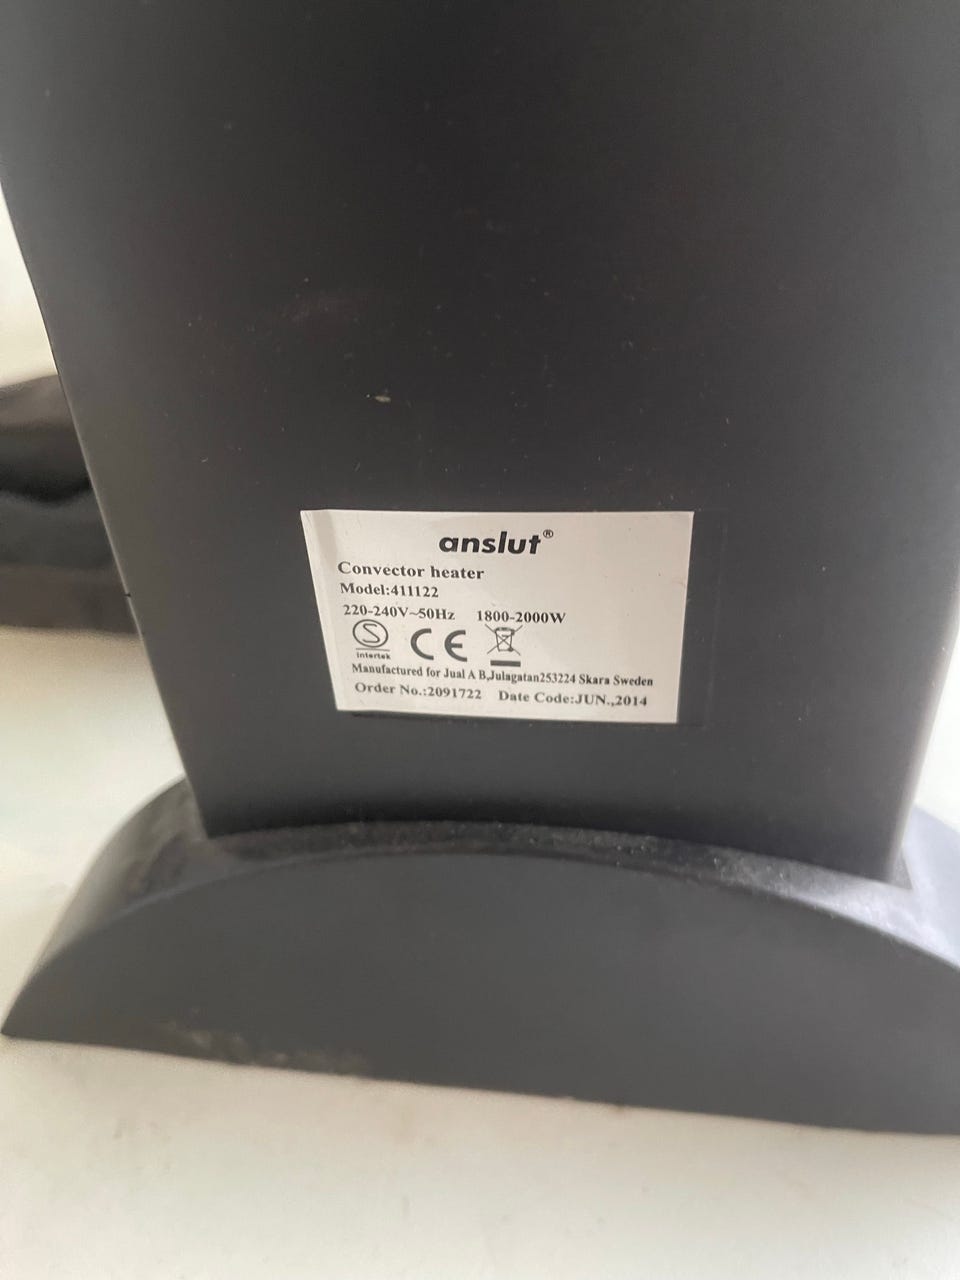 anslut®
Convector heater
Model:411122
220-240V~50Hz 1800-2000W
S
intertek
CE
Manufactured for Jual A B,Julagatan253224 Skara Sweden
Order No.:2091722 Date Code:JUN.,2014